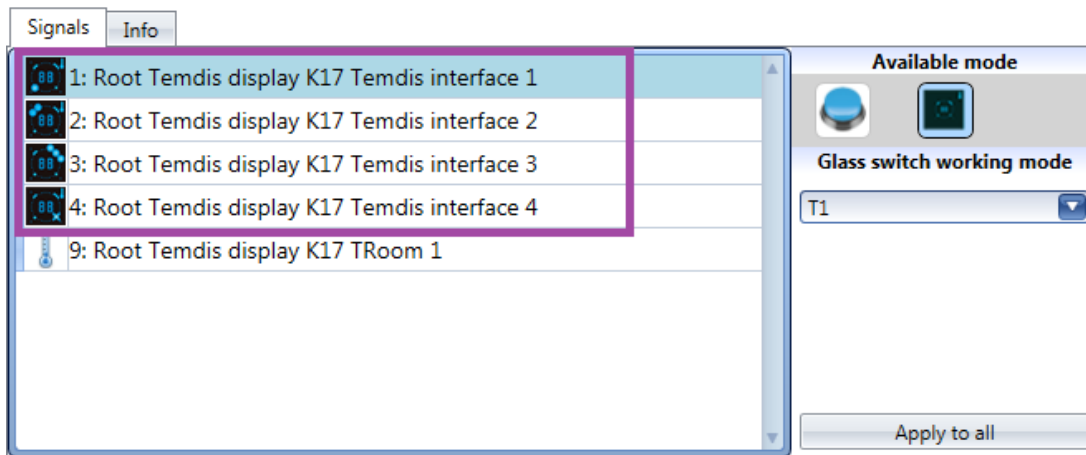 Signals Info
1: Root Temdis display K17 Temdis interface 1
2: Root Temdis display K17 Temdis interface 2
3: Root Temdis display K17 Temdis interface 3
4: Root Temdis display K17 Temdis interface 4
9: Root Temdis display K17 TRoom 1
Available mode
Glass switch working mode
T1
Apply to all